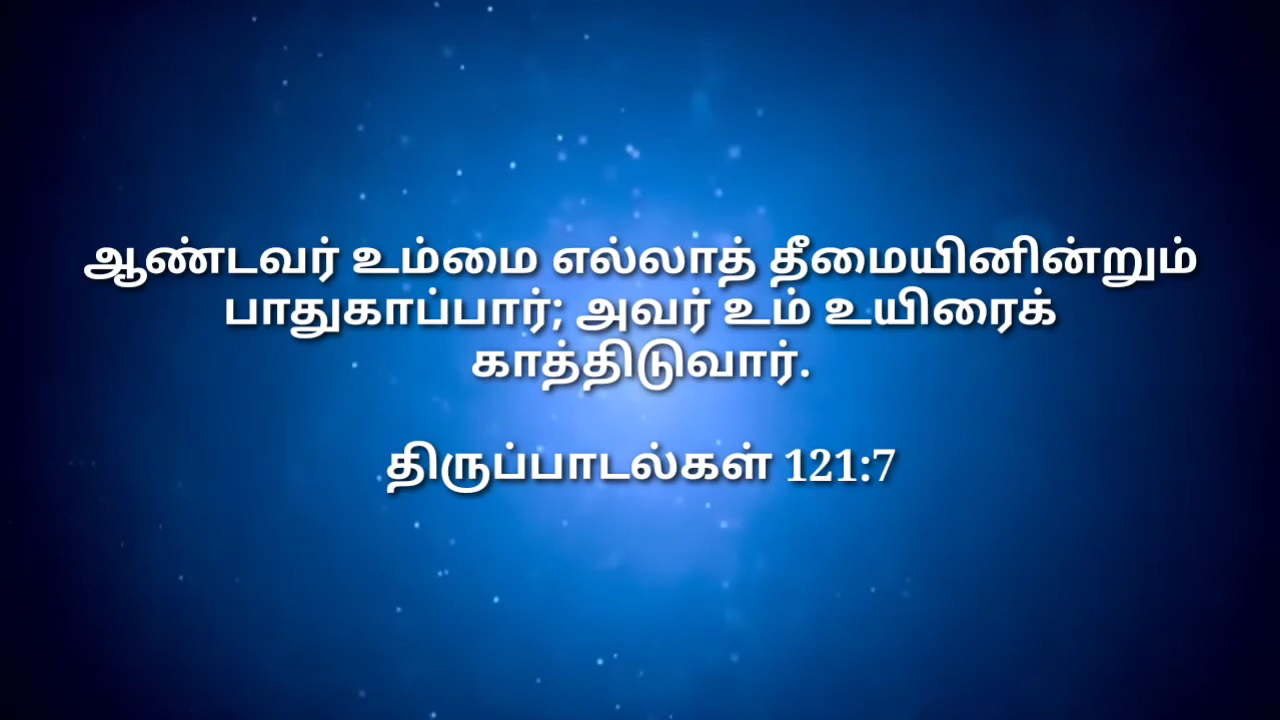 ஆண்டவர் உம்மை எல்லாத் தீமையினின்றும்
பாதுகாப்பார்; அவர் உம் உயிரைக்
காத்திடுவார்.
திருப்பாடல்கள் 121:7